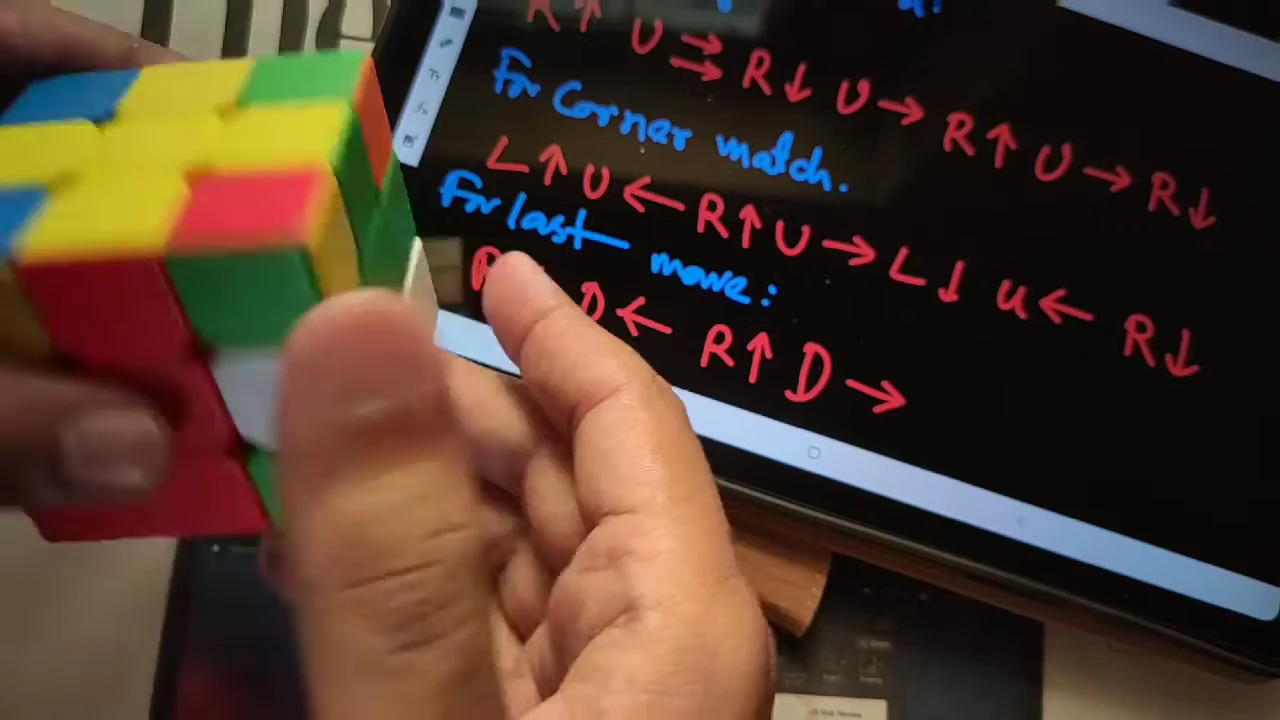 R↑ U⇉ R↓ U→ R↑ U→ R↓
For Corner match.
L↑ U← R↑ U→ L↓ u← R↓
For last move:
D← R↑ D→